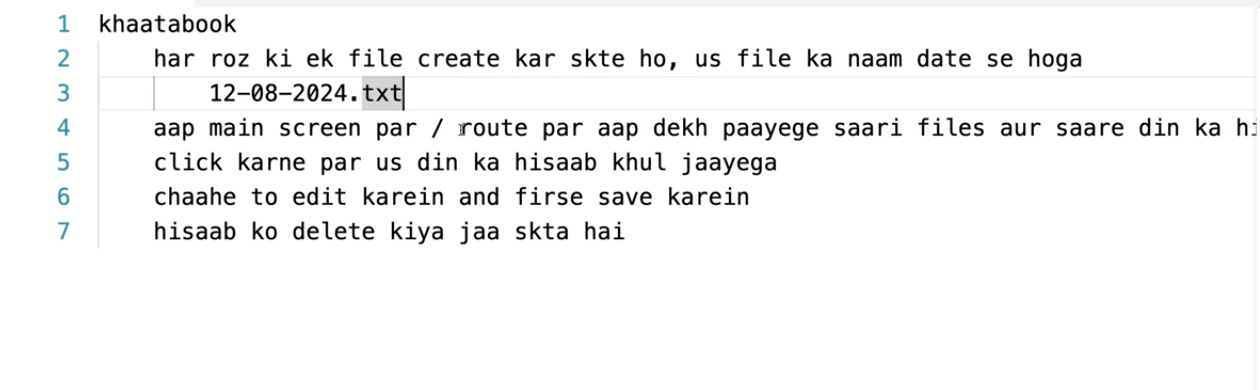 1 khaatabook
2 har roz ki ek file create kar skte ho, us file ka naam date se hoga
3 12-08-2024.txt
4 aap main screen par / route par aap dekh paayege saari files aur saare din ka
5 click karne par us din ka hisaab khul jaayega
6 chaahe to edit karein and firse save karein
7 hisaab ko delete kiya jaa skta hai